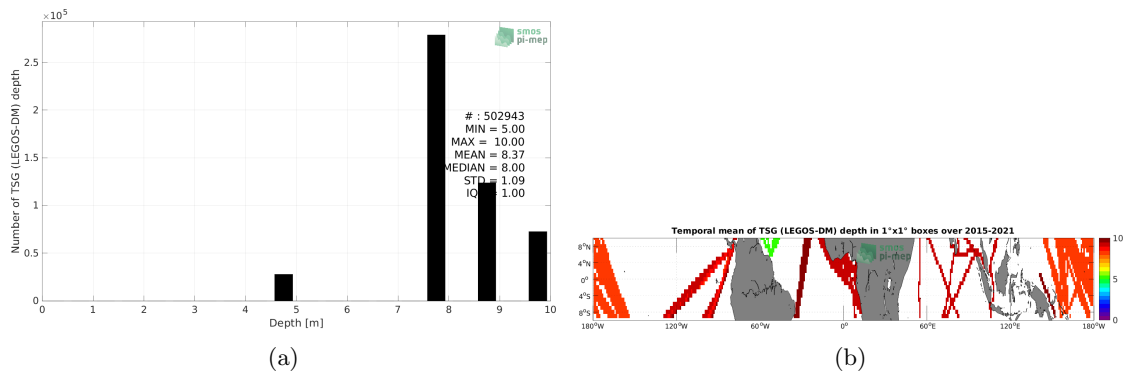 ×10⁵
smos
pi-mep
2.5
2
1.5
1
0.5
0
Number of TSG (LEGOS-DM) depth
# : 502943
MIN = 5.00
MAX = 10.00
MEAN = 8.37
MEDIAN = 8.00
STD = 1.09
= 1.00
0 1 2 3 4 5 6 7 8 9 10
Depth [m]
(a)
Temporal mean of TSG (LEGOS-DM) depth in 1°x1° boxes over 2015-2021
smos
pi-mep
8°N
4°N
0°
4°S
8°S
180°W 120°W 60°W 0° 60°E 120°E 180°W
10
5
0
(b)